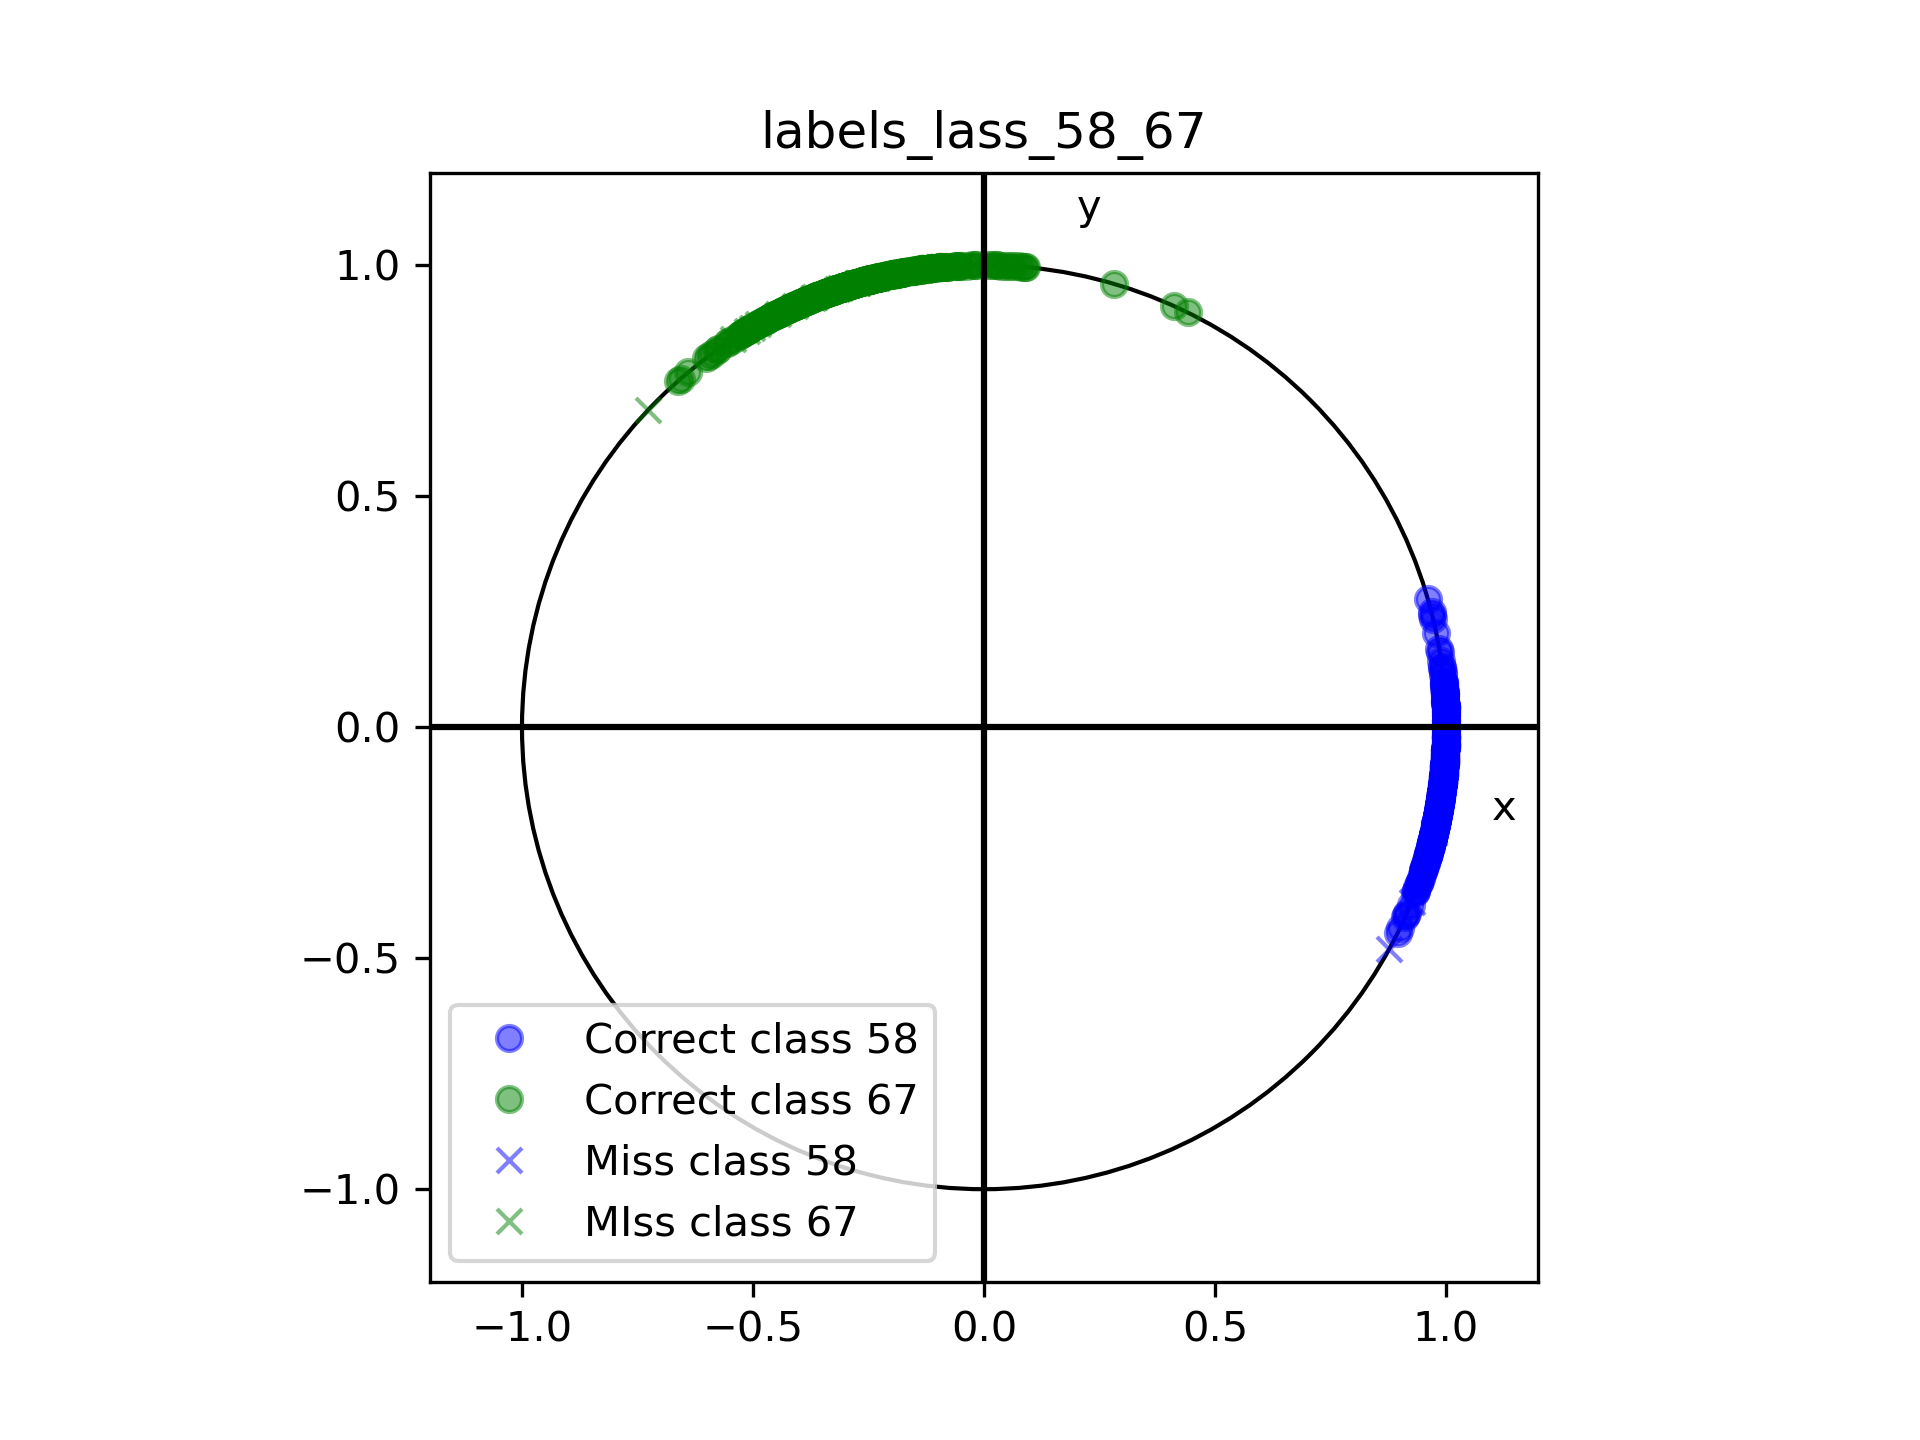 labels_lass_58_67
y
1.0
0.5
0.0
x
−0.5
−1.0
Correct class 58
Correct class 67
Miss class 58
MIss class 67
−1.0 −0.5 0.0 0.5 1.0